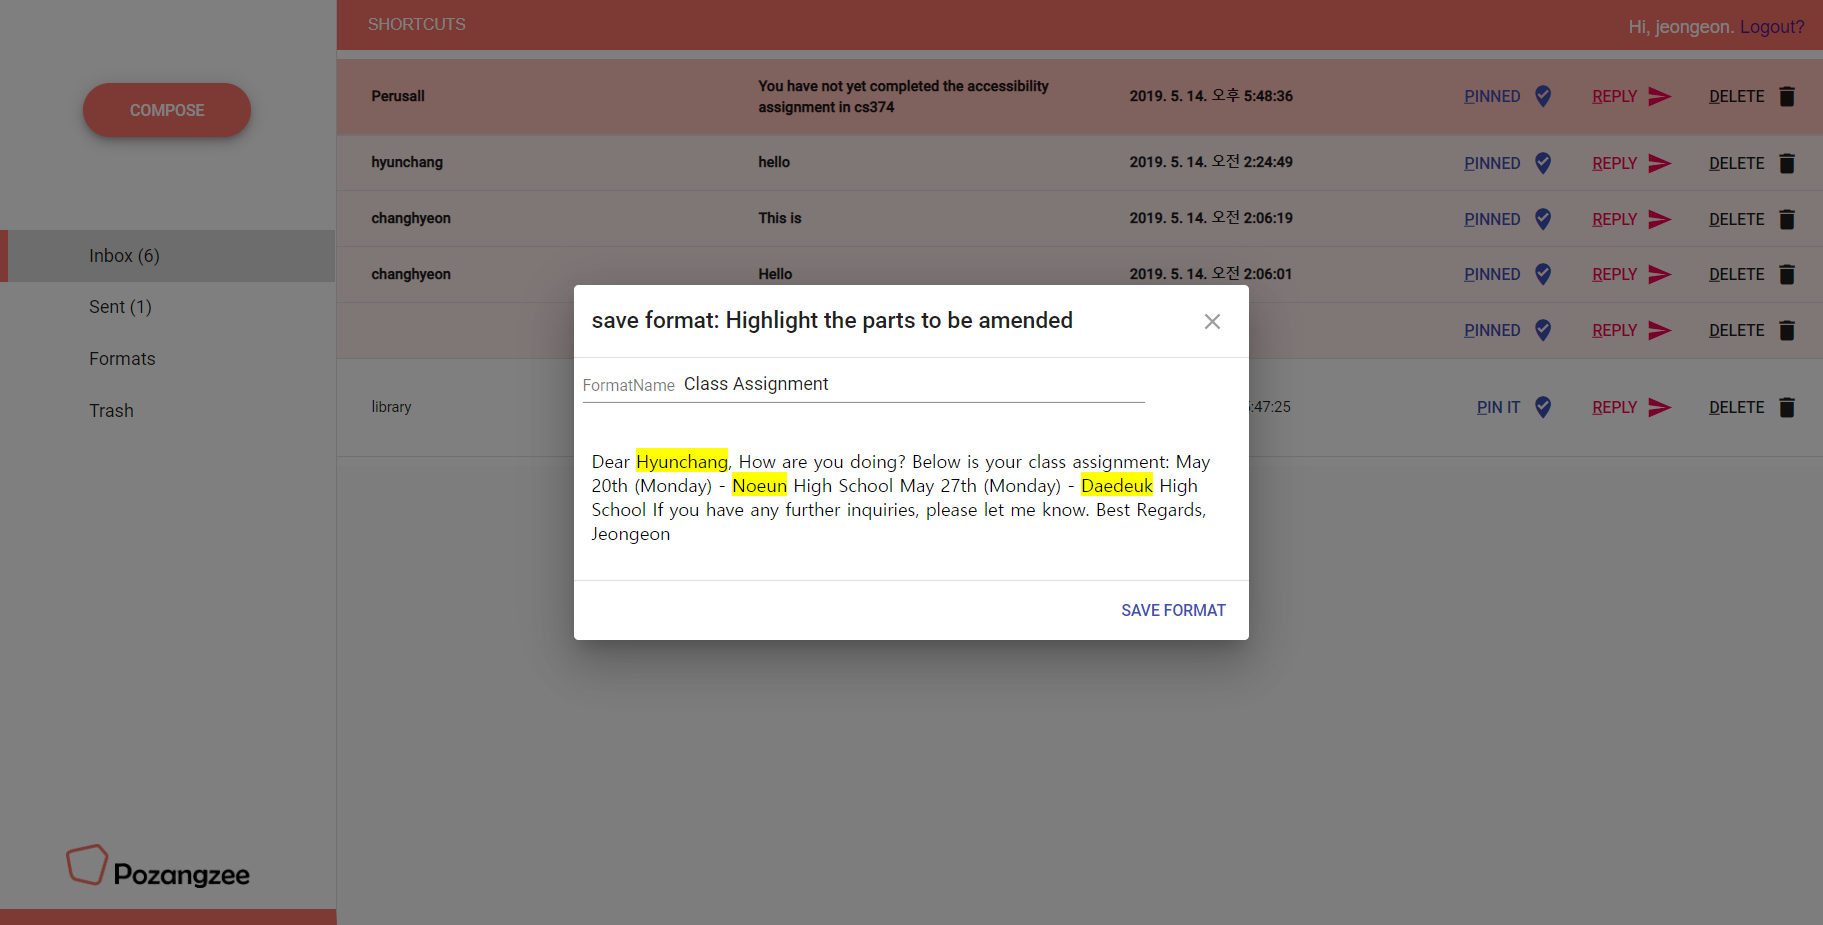 SHORTCUTS
Hi, jeongeon. Logout?
COMPOSE
Inbox (6)
Sent (1)
Formats
Trash
Pozangzee
Perusall
You have not yet completed the accessibility
assignment in cs374
2019. 5. 14. 오후 5:48:36
PINNED
REPLY
DELETE
hyunchang
hello
2019. 5. 14. 오전 2:24:49
PINNED
REPLY
DELETE
changhyeon
This is
2019. 5. 14. 오전 2:06:19
PINNED
REPLY
DELETE
changhyeon
Hello
2019. 5. 14. 오전 2:06:01
PINNED
REPLY
DELETE
PINNED
REPLY
DELETE
library
:47:25
PIN IT
REPLY
DELETE
save format: Highlight the parts to be amended
FormatName Class Assignment
Dear Hyunchang, How are you doing? Below is your class assignment: May
20th (Monday) - Noeun High School May 27th (Monday) - Daedeuk High
School If you have any further inquiries, please let me know. Best Regards,
Jeongeon
SAVE FORMAT